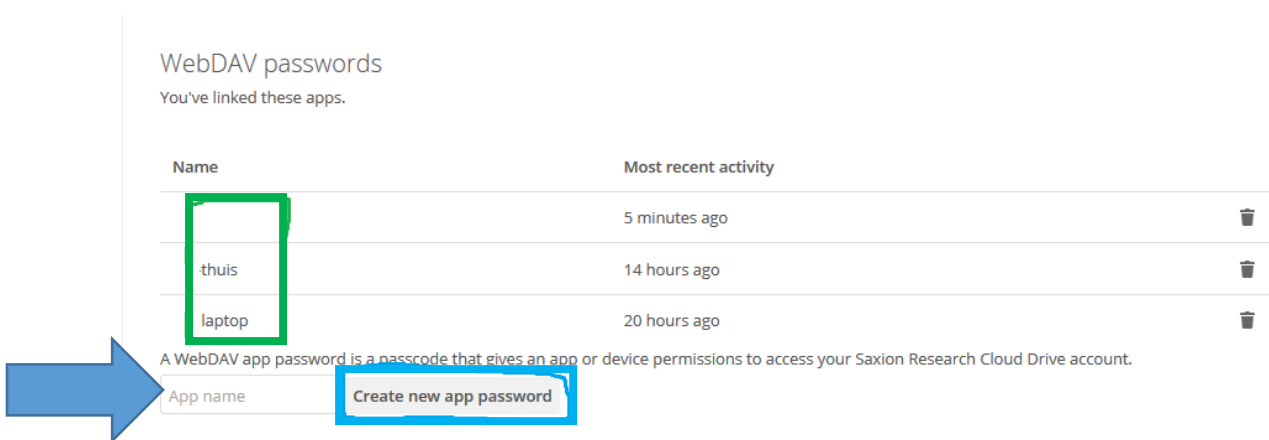 WebDAV passwords
You've linked these apps.
Name Most recent activity
5 minutes ago
thuis 14 hours ago
laptop 20 hours ago
A WebDAV app password is a passcode that gives an app or device permissions to access your Saxion Research Cloud Drive account.
App name Create new app password